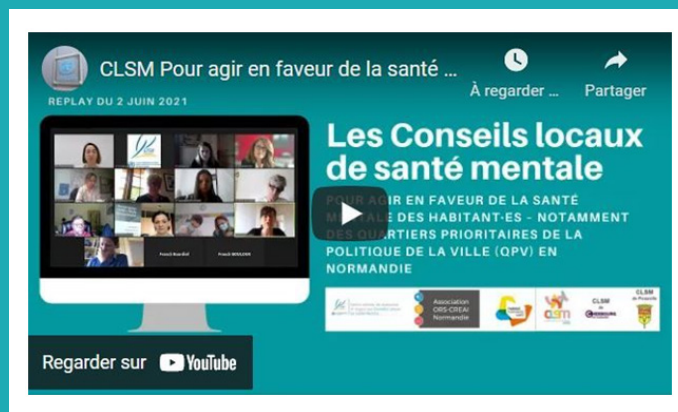 CLSM Pour agir en faveur de la santé ...
À regarder ...
Partager
REPLAY DU 2 JUIN 2021
Les Conseils locaux
de santé mentale
POUR AGIR EN FAVEUR DE LA SANTÉ
MENTALE DES HABITANT·ES – NOTAMMENT
DES QUARTIERS PRIORITAIRES DE LA
POLITIQUE DE LA VILLE (QPV) EN
NORMANDIE
Association
ORS-CREAI
Normandie
clsm
CLSM
CHERBOURG
CLSM
Regarder sur YouTube